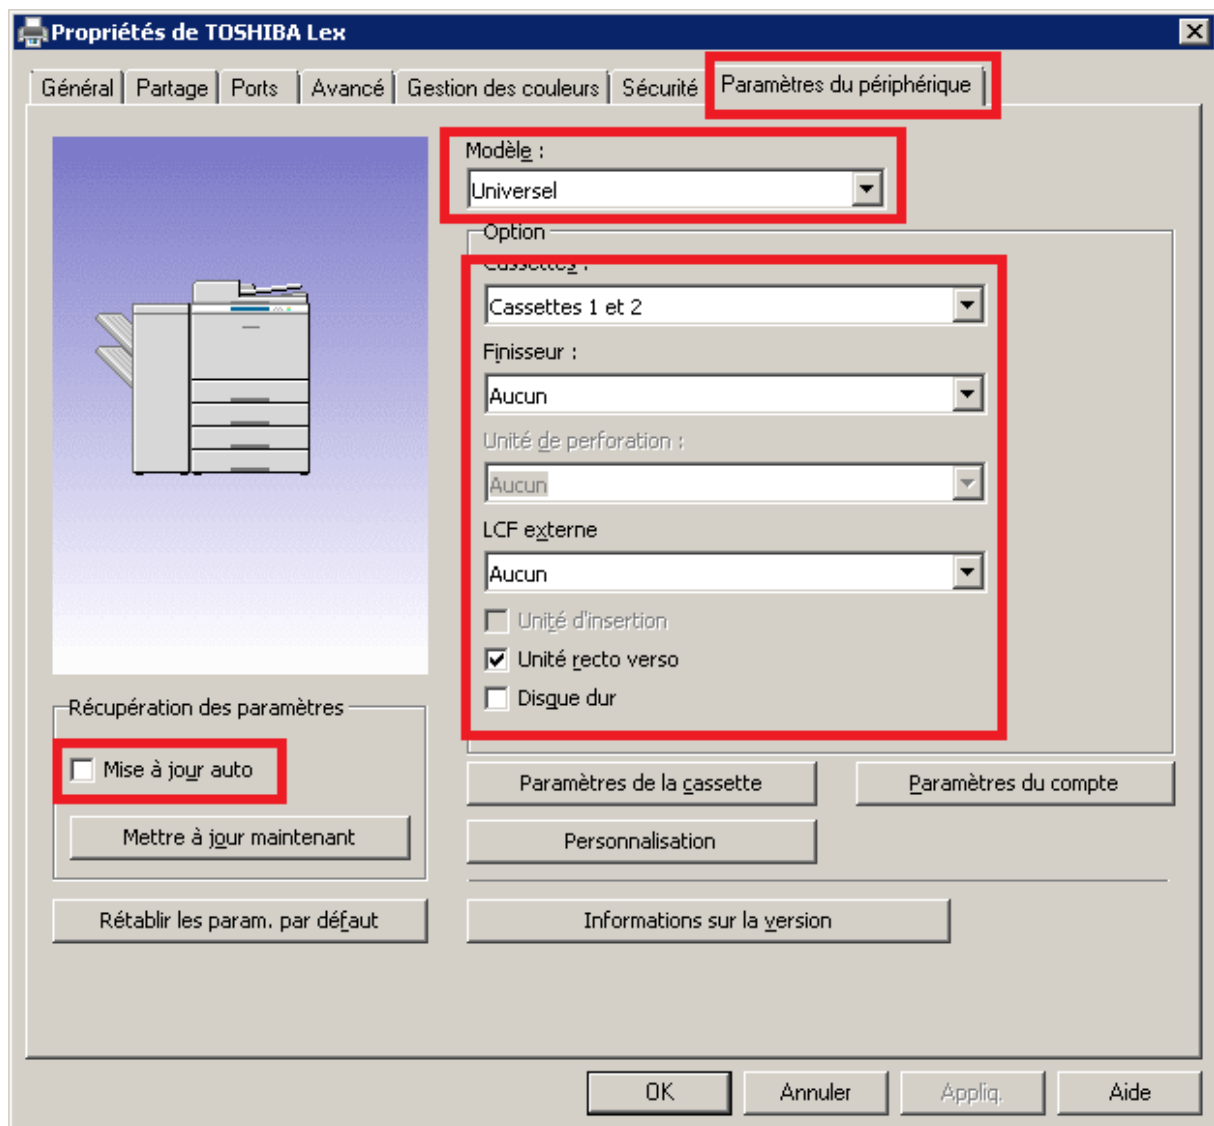 Propriétés de TOSHIBA Lex
Général Partage Ports Avancé Gestion des couleurs Sécurité Paramètres du périphérique
Modèle :
Universel
Option
Cassettes :
Cassettes 1 et 2
Finisseur :
Aucun
Unité de perforation :
Aucun
LCF externe
Aucun
Unité d'insertion
Unité recto verso
Disque dur
Récupération des paramètres
Mise à jour auto
Mettre à jour maintenant
Rétablir les param. par défaut
Paramètres de la cassette
Paramètres du compte
Personnalisation
Informations sur la version
OK Annuler Appliq. Aide